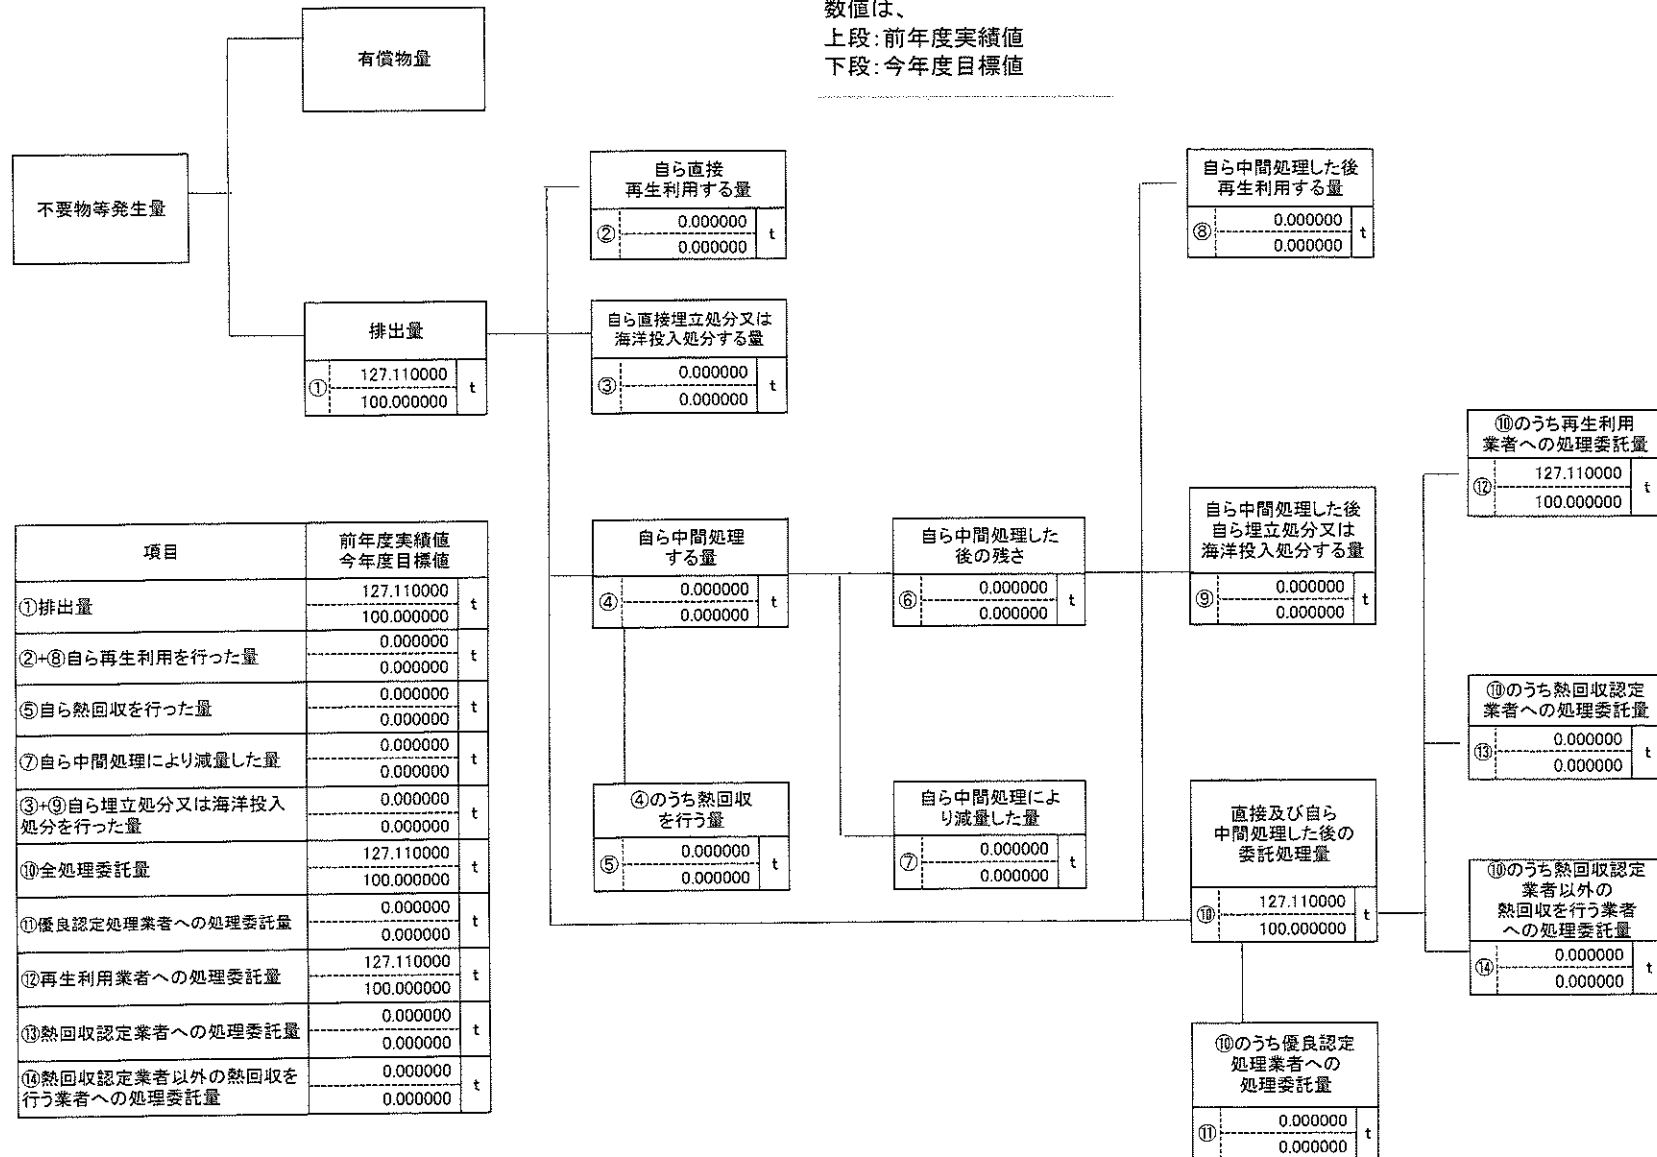 数値は、
上段:前年度実績値
下段:今年度目標値
有償物量
不要物等発生量
排出量
① 127.110000 t
100.000000
自ら直接
再生利用する量
② 0.000000 t
0.000000
自ら直接埋立処分又は
海洋投入処分する量
③ 0.000000 t
0.000000
自ら中間処理
する量
④ 0.000000 t
0.000000
④のうち熱回収
を行う量
⑤ 0.000000 t
0.000000
自ら中間処理した
後の残さ
⑥ 0.000000 t
0.000000
自ら中間処理によ
り減量した量
⑦ 0.000000 t
0.000000
自ら中間処理した後
再生利用する量
⑧ 0.000000 t
0.000000
自ら中間処理した後
自ら埋立処分又は
海洋投入処分する量
⑨ 0.000000 t
0.000000
直接及び自ら
中間処理した後の
委託処理量
⑩ 127.110000 t
100.000000
⑩のうち優良認定
処理業者への
処理委託量
⑪ 0.000000 t
0.000000
⑩のうち再生利用
業者への処理委託量
⑫ 127.110000 t
100.000000
⑩のうち熱回収認定
業者への処理委託量
⑬ 0.000000 t
0.000000
⑩のうち熱回収認定
業者以外の
熱回収を行う業者
への処理委託量
⑭ 0.000000 t
0.000000
項目 前年度実績値
今年度目標値
①排出量 127.110000 t
100.000000
②+⑧自ら再生利用を行った量 0.000000 t
0.000000
⑤自ら熱回収を行った量 0.000000 t
0.000000
⑦自ら中間処理により減量した量 0.000000 t
0.000000
③+⑨自ら埋立処分又は海洋投入
処分を行った量 0.000000 t
0.000000
⑩全処理委託量 127.110000 t
100.000000
⑪優良認定処理業者への処理委託量 0.000000 t
0.000000
⑫再生利用業者への処理委託量 127.110000 t
100.000000
⑬熱回収認定業者への処理委託量 0.000000 t
0.000000
⑭熱回収認定業者以外の熱回収を
行う業者への処理委託量 0.000000 t
0.000000